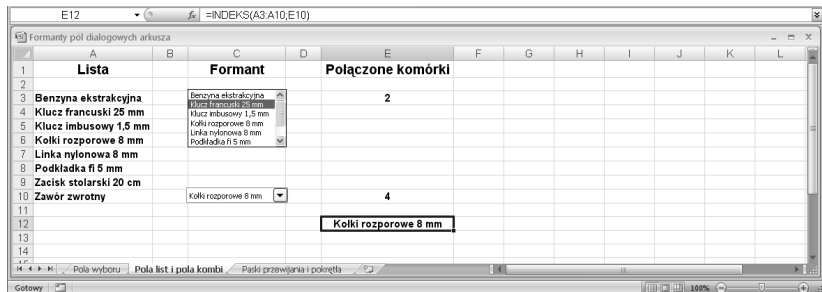 E12 =INDEKS(A3:A10;E10)
Formanty pól dialogowych arkusza
A B C D E F G H I J K L
1 Lista Formant Połączone komórki
2
3 Benzyna ekstrakcyjna Benzyna ekstrakcyjna 2
Klucz francuski 25 mm
4 Klucz francuski 25 mm Klucz imbusowy 1,5 mm
5 Klucz imbusowy 1,5 mm Kołki rozporowe 8 mm
Linka nylonowa 8 mm
6 Kołki rozporowe 8 mm Podkładka fi 5 mm
7 Linka nylonowa 8 mm
8 Podkładka fi 5 mm
9 Zacisk stolarski 20 cm
10 Zawór zwrotny Kołki rozporowe 8 mm 4
11
12 Kołki rozporowe 8 mm
13
14
Pola wyboru Pola list i pola kombi Paski przewijania i pokrętła
Gotowy 100%